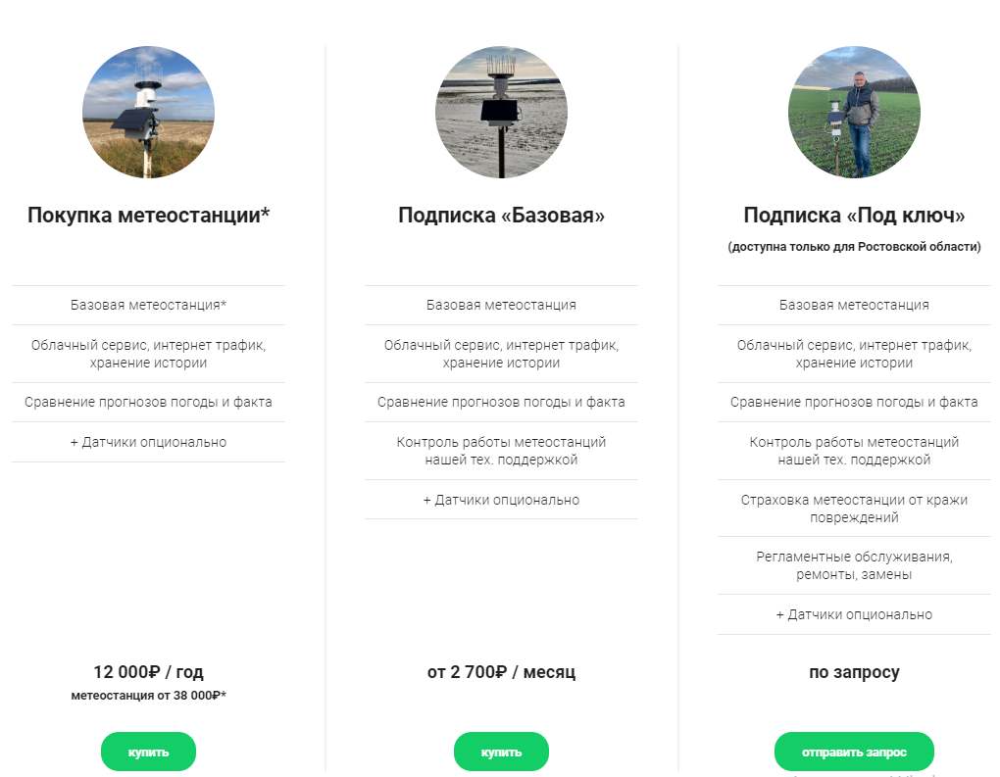 Покупка метеостанции*
Базовая метеостанция*
Облачный сервис, интернет трафик,
хранение истории
Сравнение прогнозов погоды и факта
+ Датчики опционально
12 000₽ / год
метеостанция от 38 000₽*
купить
Подписка «Базовая»
Базовая метеостанция
Облачный сервис, интернет трафик,
хранение истории
Сравнение прогнозов погоды и факта
Контроль работы метеостанций
нашей тех. поддержкой
+ Датчики опционально
от 2 700₽ / месяц
купить
Подписка «Под ключ»
(доступна только для Ростовской области)
Базовая метеостанция
Облачный сервис, интернет трафик,
хранение истории
Сравнение прогнозов погоды и факта
Контроль работы метеостанций
нашей тех. поддержкой
Страховка метеостанции от кражи
повреждений
Регламентные обслуживания,
ремонты, замены
+ Датчики опционально
по запросу
отправить запрос